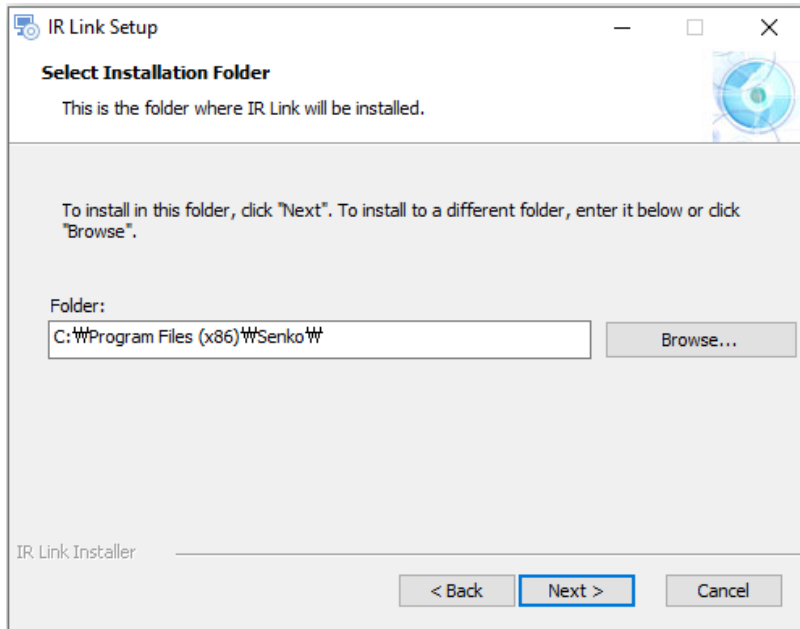 IR Link Setup
Select Installation Folder
This is the folder where IR Link will be installed.
To install in this folder, click "Next". To install to a different folder, enter it below or click
"Browse".
Folder:
C:₩Program Files (x86)₩Senko₩
Browse...
IR Link Installer
< Back
Next >
Cancel